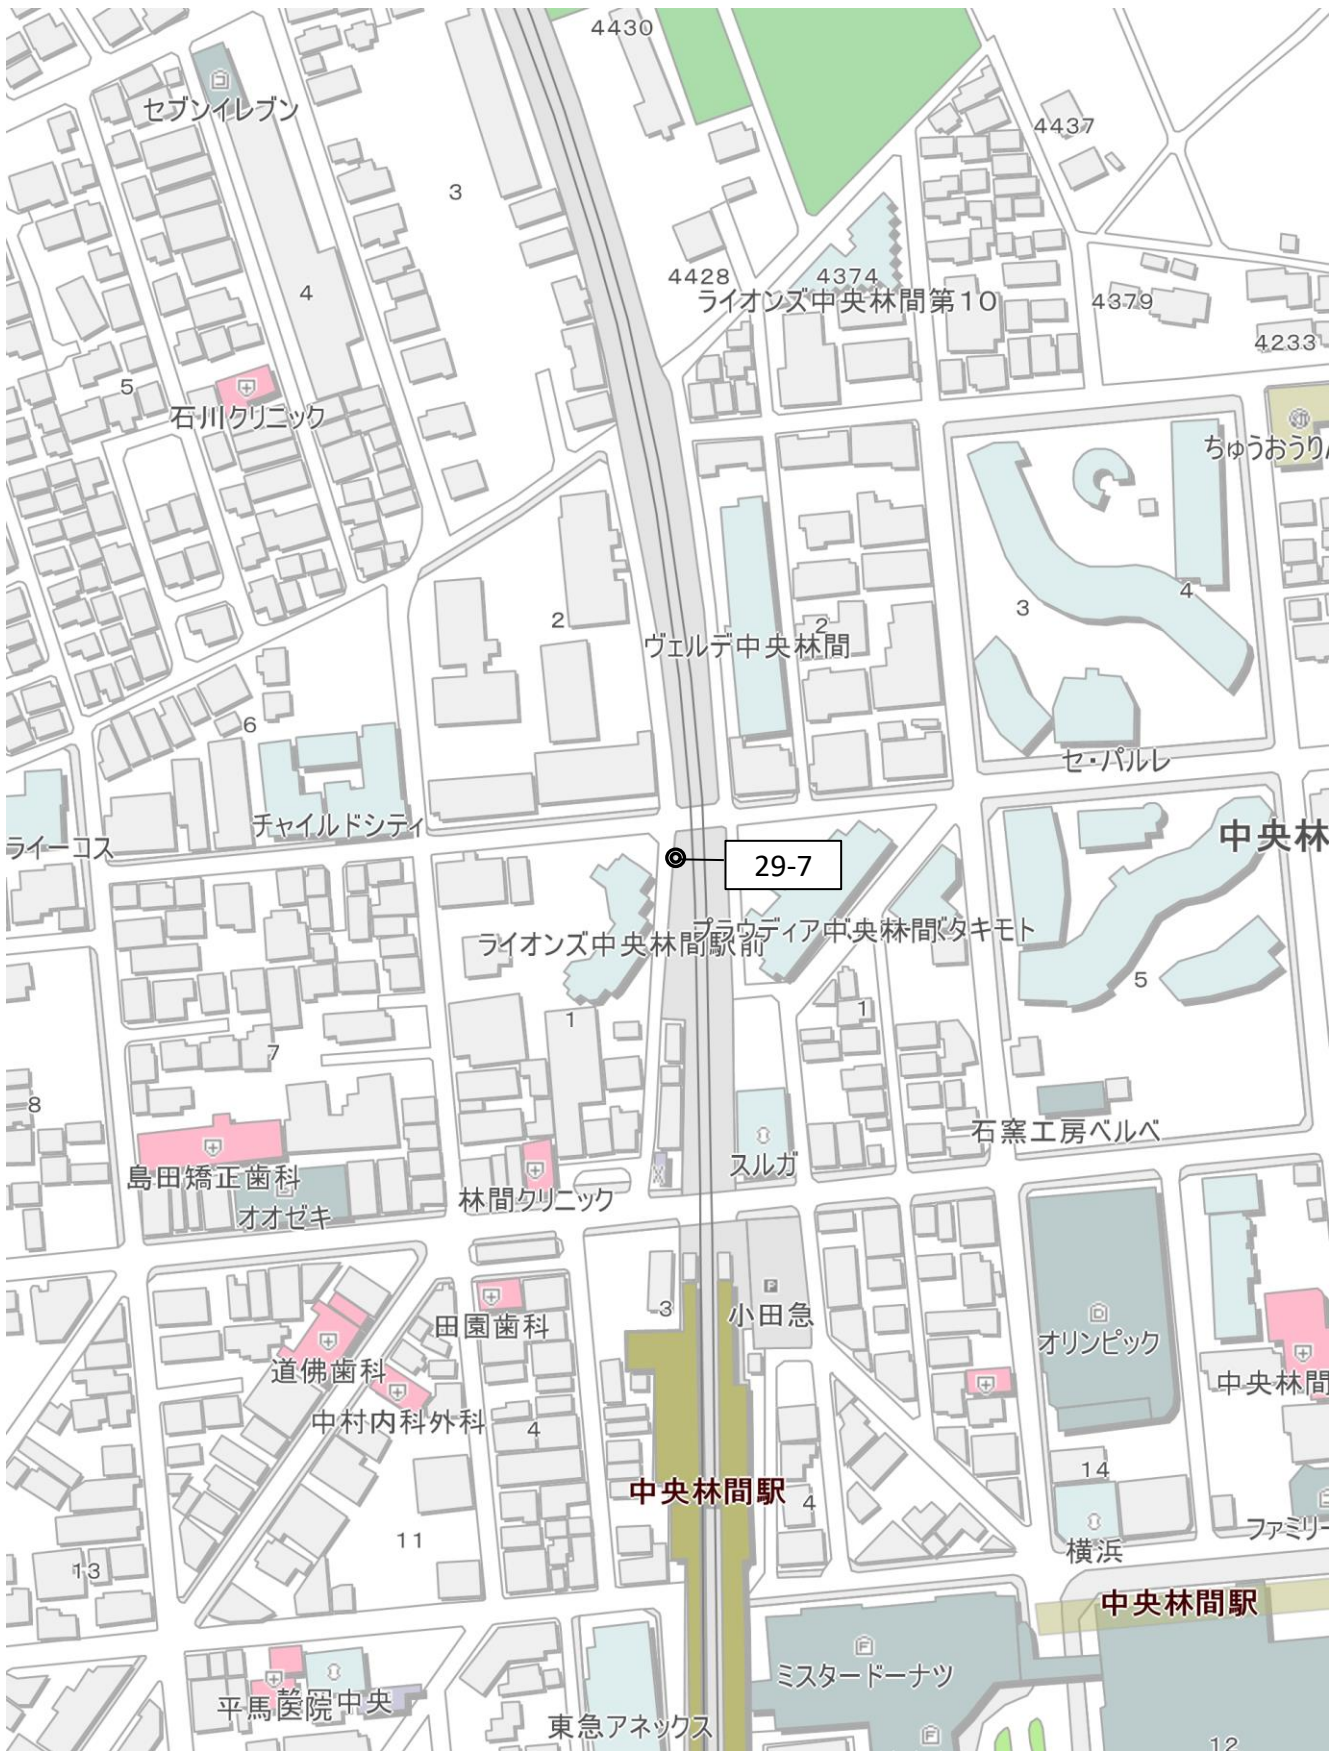 4430
セブンイレブン
4437
3
4428
4374
ライオンズ中央林間第10
4
4379
4233
5
石川クリニック
ちゅうおうりん
2
3
4
2
ヴェルデ中央林間
6
セ・パルレ
チャイルドシティ
中央林
ライーコス
29-7
ライオンズ中央林間駅前
プラウディア中央林間
タキモト
5
1
1
7
8
石窯工房ベルベ
島田矯正歯科
スルガ
林間クリニック
オオゼキ
P
3
小田急
田園歯科
オリンピック
道佛歯科
中央林間
中村内科外科
4
中央林間駅
14
4
ファミリー
11
横浜
13
中央林間駅
F
ミスタードーナツ
平馬医院
中央
東急アネックス
F
12